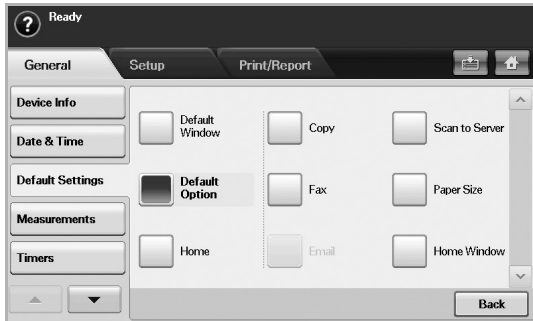 ? Ready
General Setup Print/Report
Device Info
Date & Time
Default Settings
Measurements
Timers
Default
Window
Copy
Scan to Server
Default
Option
Fax
Paper Size
Home
Email
Home Window
Back